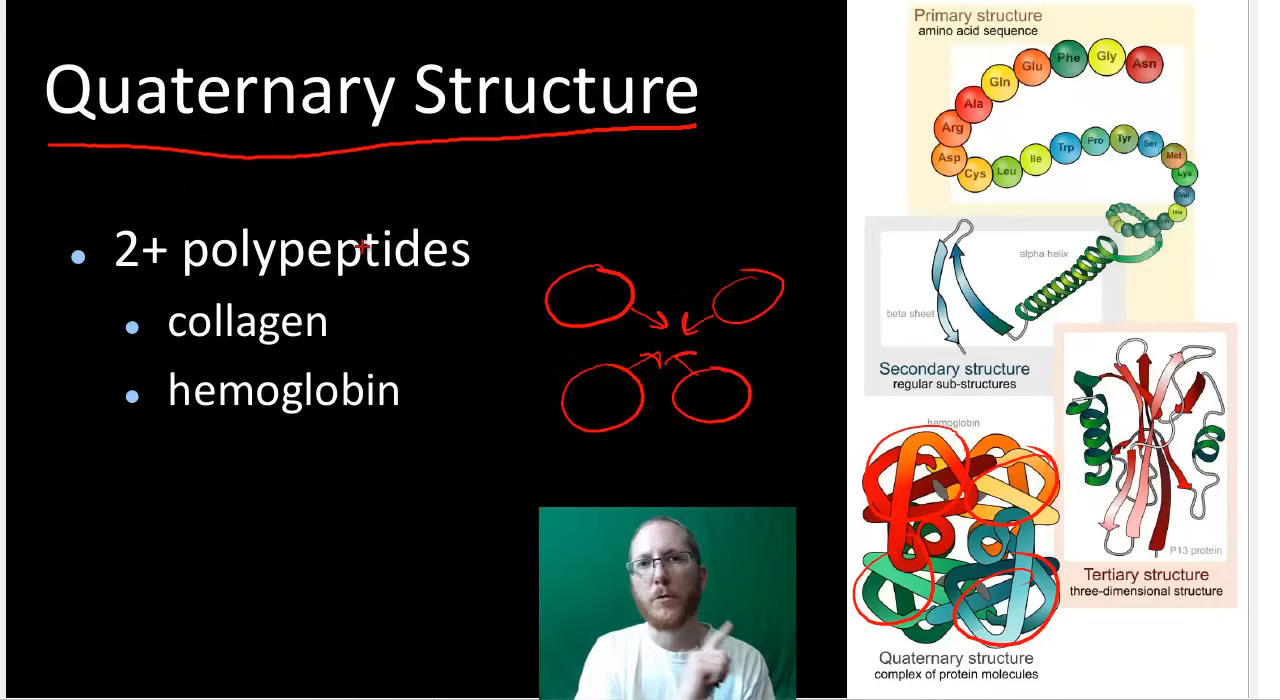 Quaternary Structure
2+ polypeptides
collagen
hemoglobin
Primary structure
amino acid sequence
Asn
Gly
Phe
Glu
Gln
Ala
Arg
Asp
Cys
Leu
Ile
Trp
Pro
Tyr
Ser
Met
Lys
Val
alpha helix
beta sheet
Secondary structure
regular sub-structures
P13 protein
Tertiary structure
three-dimensional structure
hemoglobin
Quaternary structure
complex of protein molecules